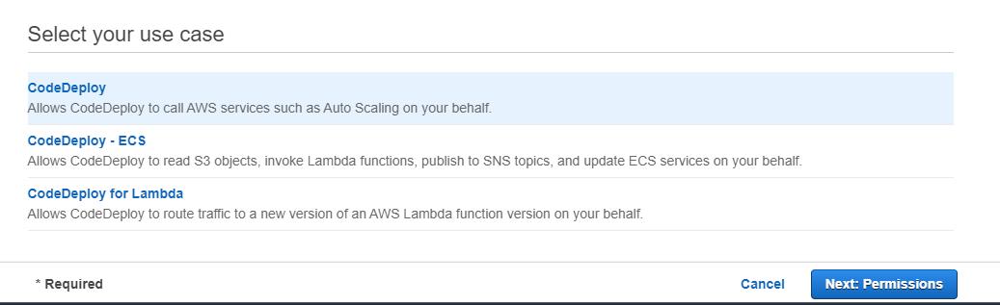 Select your use case
CodeDeploy
Allows CodeDeploy to call AWS services such as Auto Scaling on your behalf.
CodeDeploy - ECS
Allows CodeDeploy to read S3 objects, invoke Lambda functions, publish to SNS topics, and update ECS services on your behalf.
CodeDeploy for Lambda
Allows CodeDeploy to route traffic to a new version of an AWS Lambda function version on your behalf.
* Required
Cancel
Next: Permissions